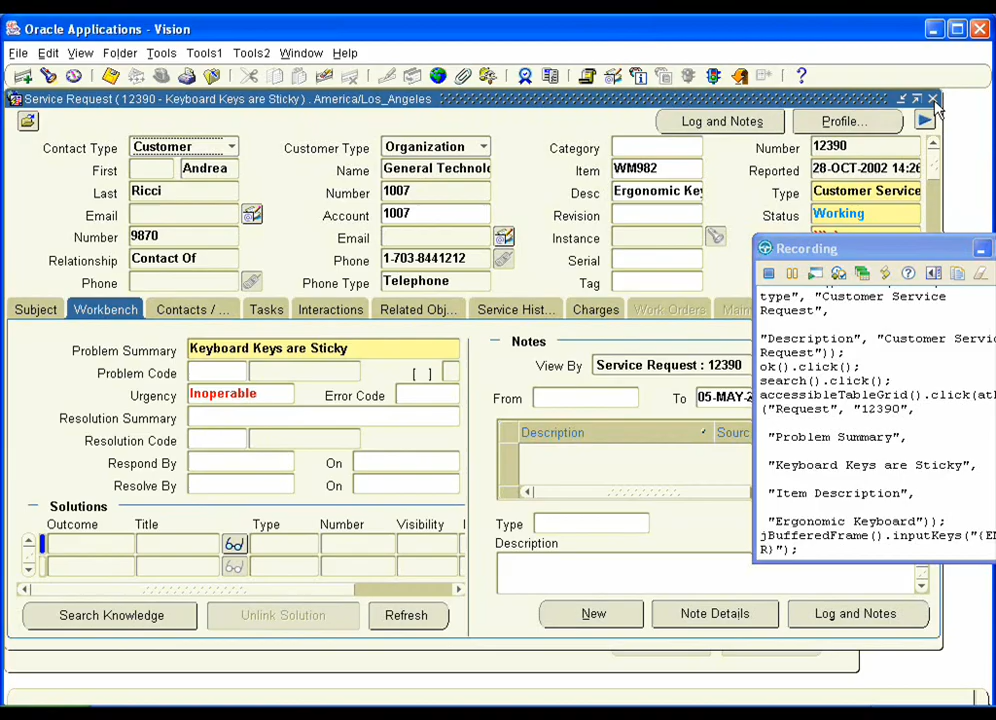 Oracle Applications - Vision
File Edit View Folder Tools Tools1 Tools2 Window Help
Service Request ( 12390 - Keyboard Keys are Sticky ) . America/Los_Angeles
Log and Notes Profile...
Contact Type Customer Customer Type Organization Category Number 12390
First Andrea Name General Technolo Item WM982 Reported 28-OCT-2002 14:26
Last Ricci Number 1007 Desc Ergonomic Key Type Customer Service
Email Account 1007 Revision Status Working
Number 9870 Email Instance
Relationship Contact Of Phone 1-703-8441212 Serial
Phone Phone Type Telephone Tag
Subject Workbench Contacts / ... Tasks Interactions Related Obj... Service Hist... Charges Work Orders Main
Problem Summary Keyboard Keys are Sticky
Problem Code [ ]
Urgency Inoperable Error Code
Resolution Summary
Resolution Code
Respond By On
Resolve By On
Solutions
Outcome Title Type Number Visibility
Search Knowledge Unlink Solution Refresh
Notes
View By Service Request : 12390
From To 05-MAY-2
Description Sourc
Type
Description
New Note Details Log and Notes
Recording
type", "Customer Service
Request",
"Description", "Customer Servic
Request"));
ok().click();
search().click();
accessibleTableGrid().click(atl
("Request", "12390",
"Problem Summary",
"Keyboard Keys are Sticky",
"Item Description",
"Ergonomic Keyboard"));
jBufferedFrame().inputKeys("{EN
R}");